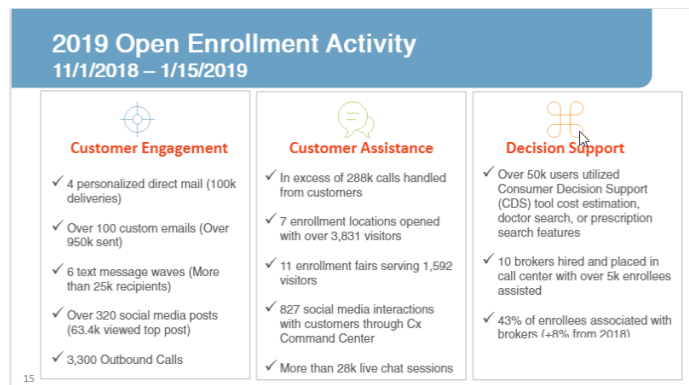 2019 Open Enrollment Activity
11/1/2018 – 1/15/2019
Customer Engagement
✓ 4 personalized direct mail (100k
deliveries)
✓ Over 100 custom emails (Over
950k sent)
✓ 6 text message waves (More
than 25k recipients)
✓ Over 320 social media posts
(63.4k viewed top post)
✓ 3,300 Outbound Calls
Customer Assistance
✓ In excess of 288k calls handled
from customers
✓ 7 enrollment locations opened
with over 3,831 visitors
✓ 11 enrollment fairs serving 1,592
visitors
✓ 827 social media interactions
with customers through Cx
Command Center
✓ More than 28k live chat sessions
Decision Support
✓ Over 50k users utilized
Consumer Decision Support
(CDS) tool cost estimation,
doctor search, or prescription
search features
✓ 10 brokers hired and placed in
call center with over 5k enrollees
assisted
✓ 43% of enrollees associated with
brokers (+8% from 2018)
15